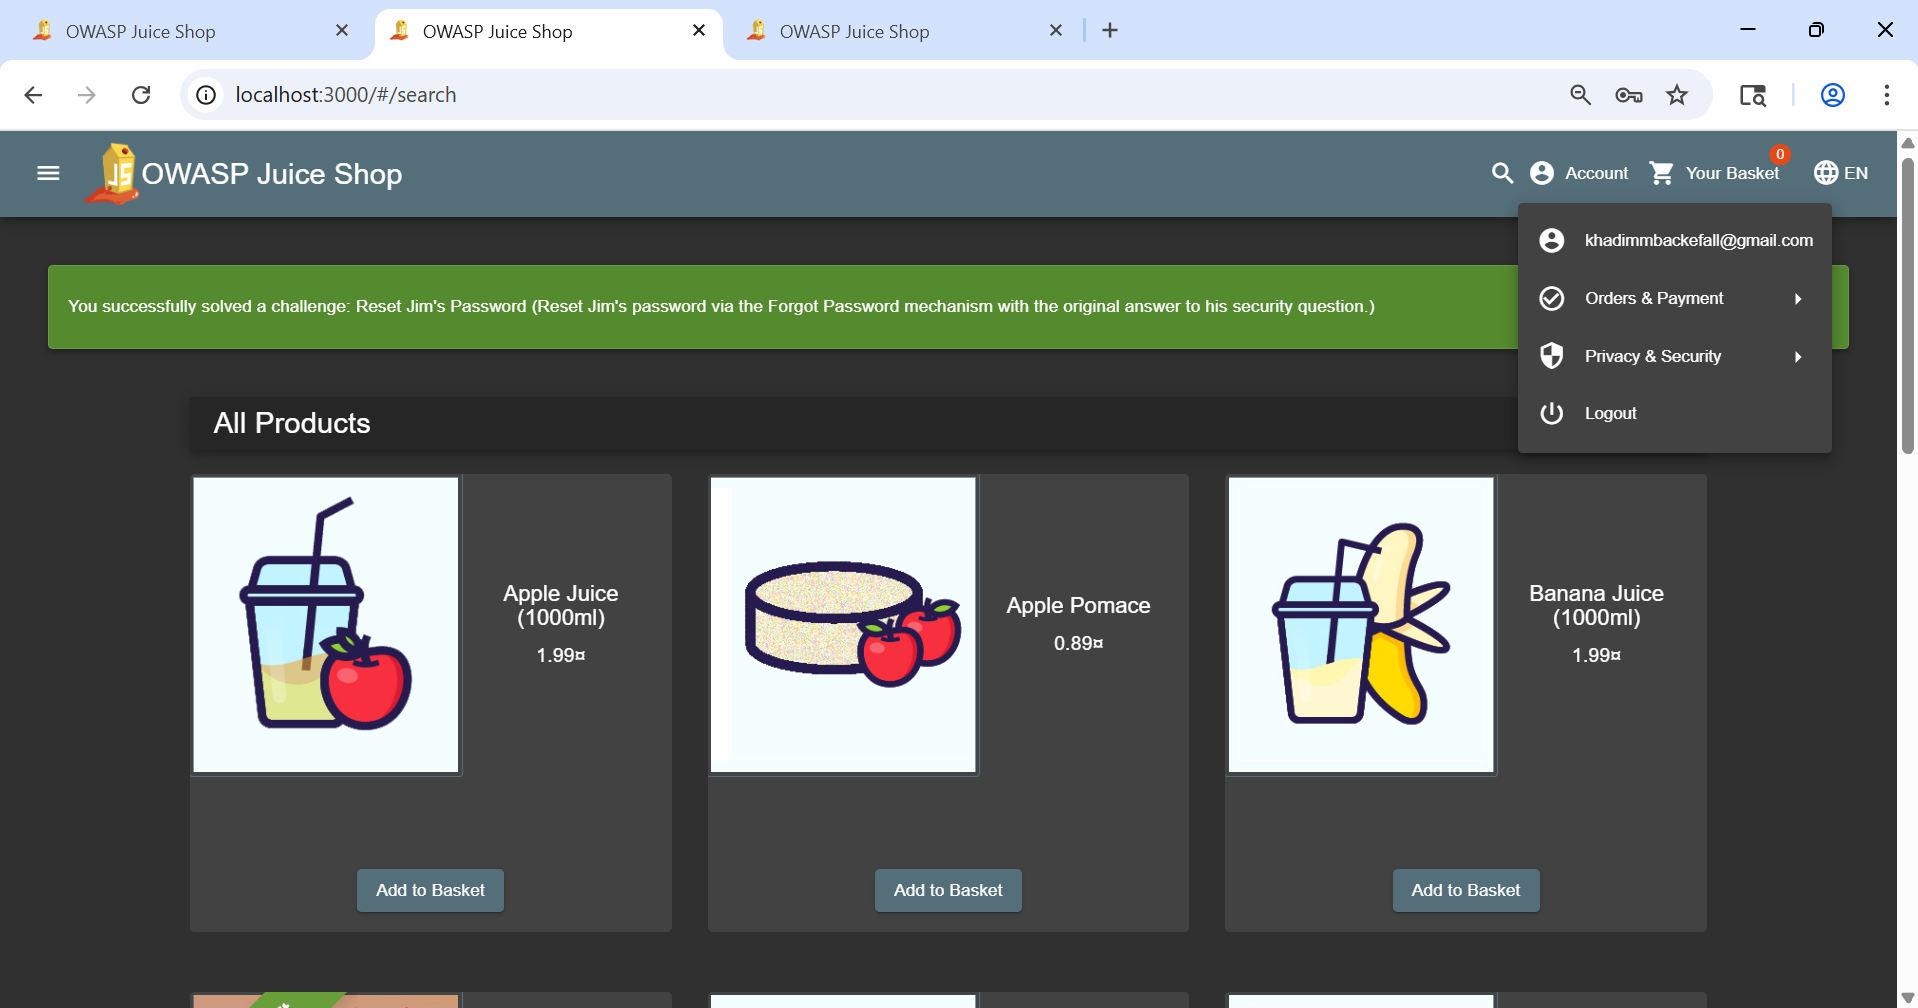 OWASP Juice Shop
OWASP Juice Shop
OWASP Juice Shop
localhost:3000/#/search
JS
OWASP Juice Shop
Account
Your Basket
0
EN
khadimmbackefall@gmail.com
Orders & Payment
Privacy & Security
Logout
You successfully solved a challenge: Reset Jim's Password (Reset Jim's password via the Forgot Password mechanism with the original answer to his security question.)
All Products
Apple Juice
(1000ml)
1.99¤
Apple Pomace
0.89¤
Banana Juice
(1000ml)
1.99¤
Add to Basket
Add to Basket
Add to Basket